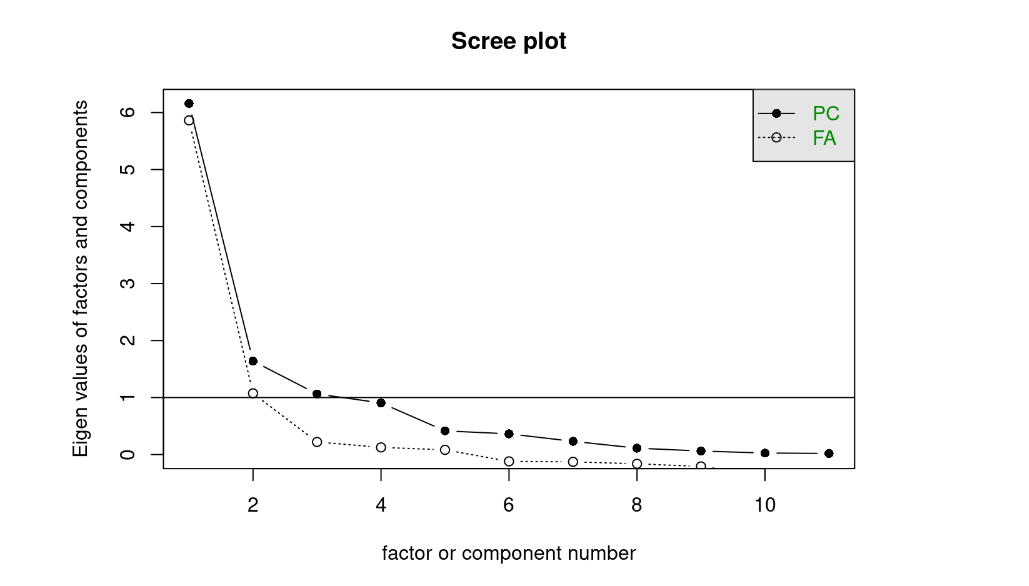 Scree plot
PC
FA
Eigen values of factors and components
6
5
4
3
2
1
0
2 4 6 8 10
factor or component number